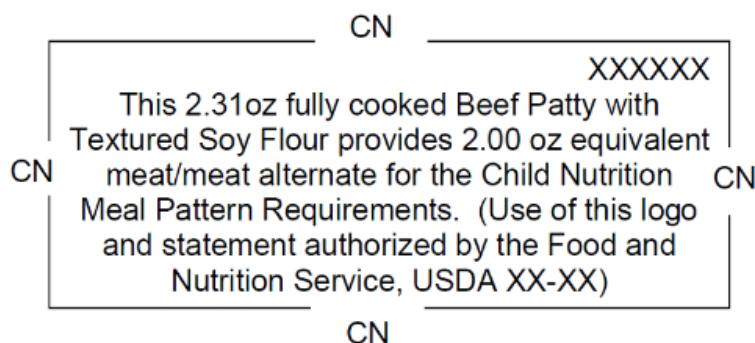 CN
XXXXXX
This 2.31oz fully cooked Beef Patty with
Textured Soy Flour provides 2.00 oz equivalent
CN meat/meat alternate for the Child Nutrition CN
Meal Pattern Requirements.  (Use of this logo
and statement authorized by the Food and
Nutrition Service, USDA XX-XX)
CN